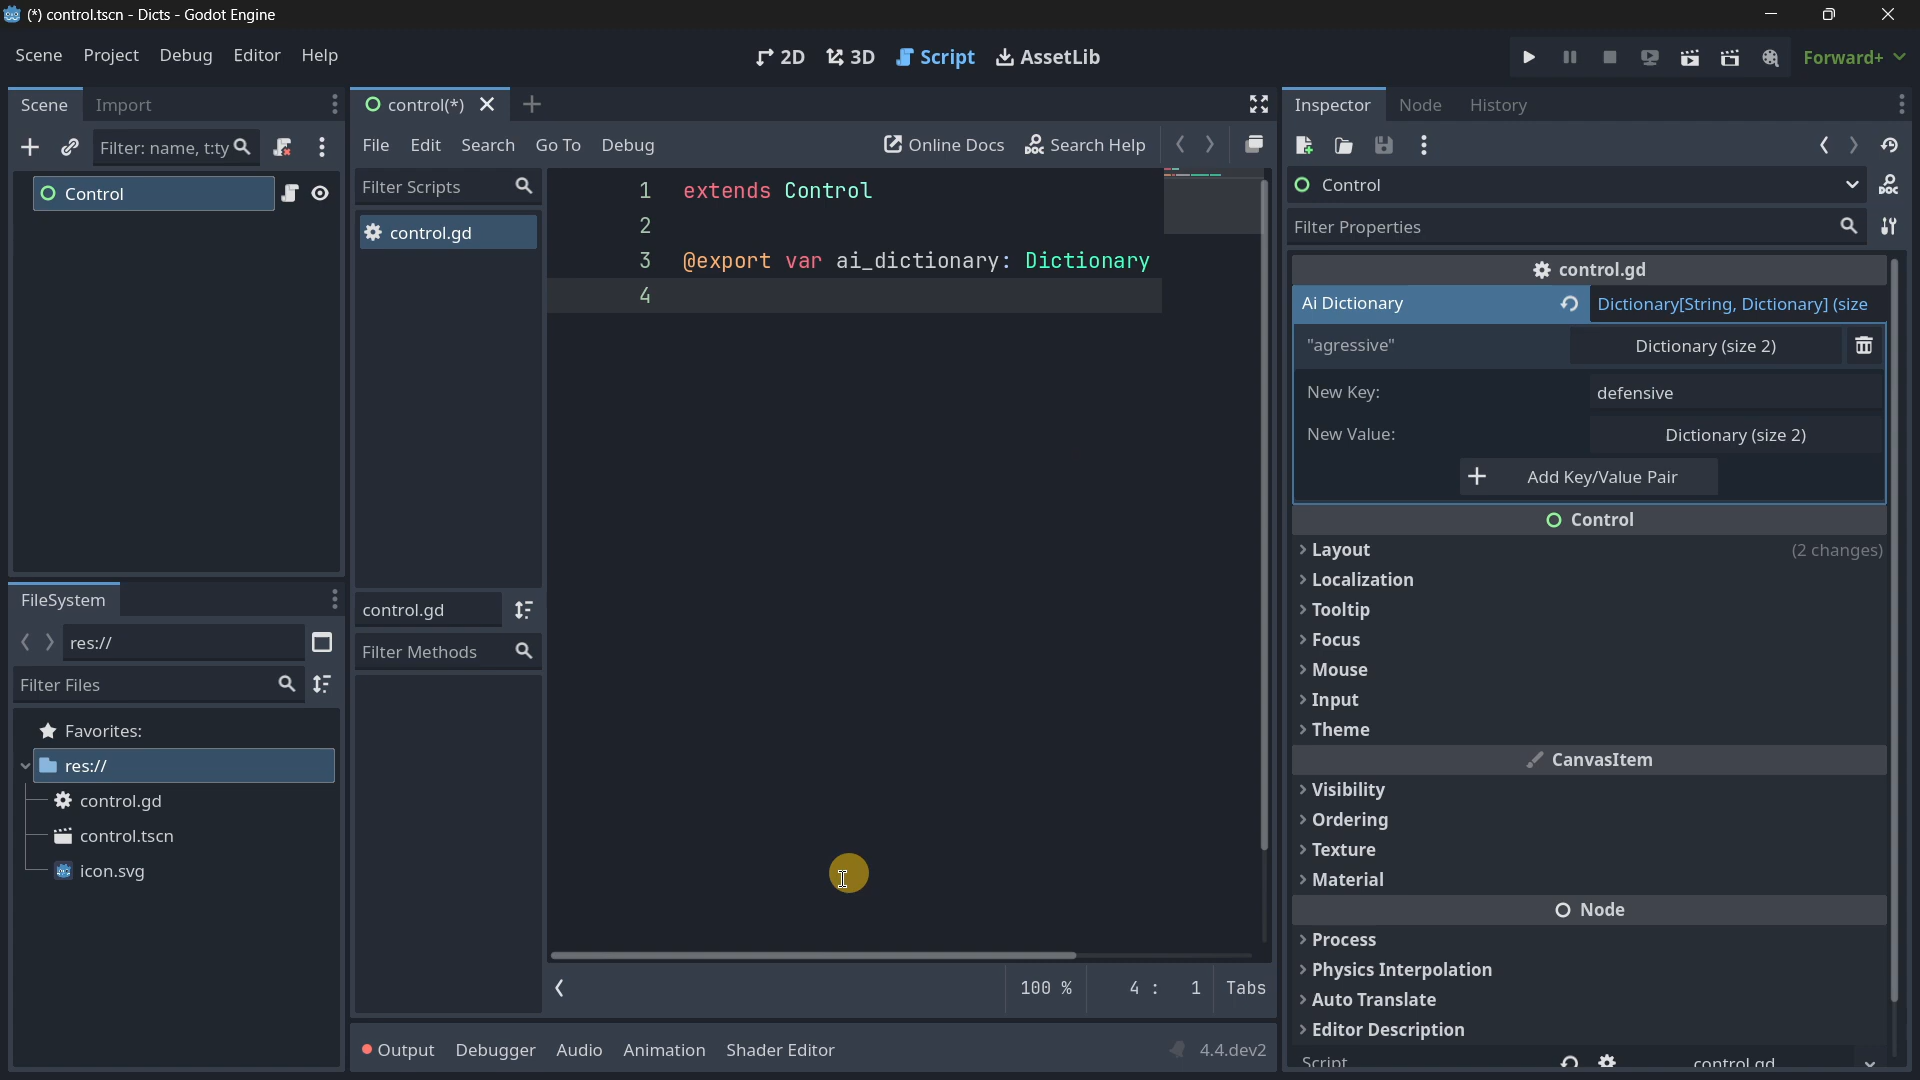 (*) control.tscn - Dicts - Godot Engine
Scene Project Debug Editor Help
2D 3D Script AssetLib
Forward+
Scene Import
Filter: name, t:ty
Control
FileSystem
res://
Filter Files
Favorites:
res://
control.gd
control.tscn
icon.svg
control(*)
File Edit Search Go To Debug
Online Docs Search Help
Filter Scripts
control.gd
control.gd
Filter Methods
1 extends Control
2
3 @export var ai_dictionary: Dictionary
4
100 % 4 : 1 Tabs
Output Debugger Audio Animation Shader Editor
4.4.dev2
Inspector Node History
Control
Filter Properties
control.gd
Ai Dictionary Dictionary[String, Dictionary] (size
"agressive" Dictionary (size 2)
New Key: defensive
New Value: Dictionary (size 2)
Add Key/Value Pair
Control
Layout (2 changes)
Localization
Tooltip
Focus
Mouse
Input
Theme
CanvasItem
Visibility
Ordering
Texture
Material
Node
Process
Physics Interpolation
Auto Translate
Editor Description
Script control.gd